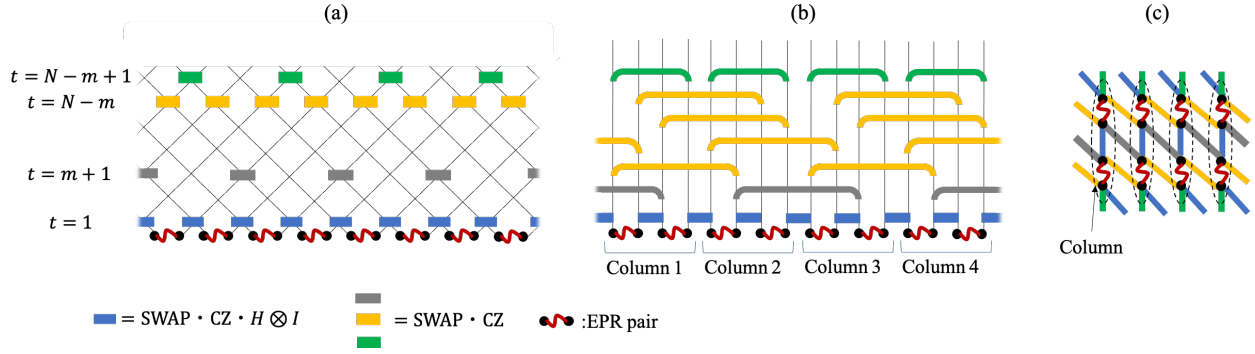 (a)
(b)
(c)
t = N − m + 1
t = N − m
t = m + 1
t = 1
Column 1
Column 2
Column 3
Column 4
Column
= SWAP · CZ · H ⊗ I
= SWAP · CZ
:EPR pair